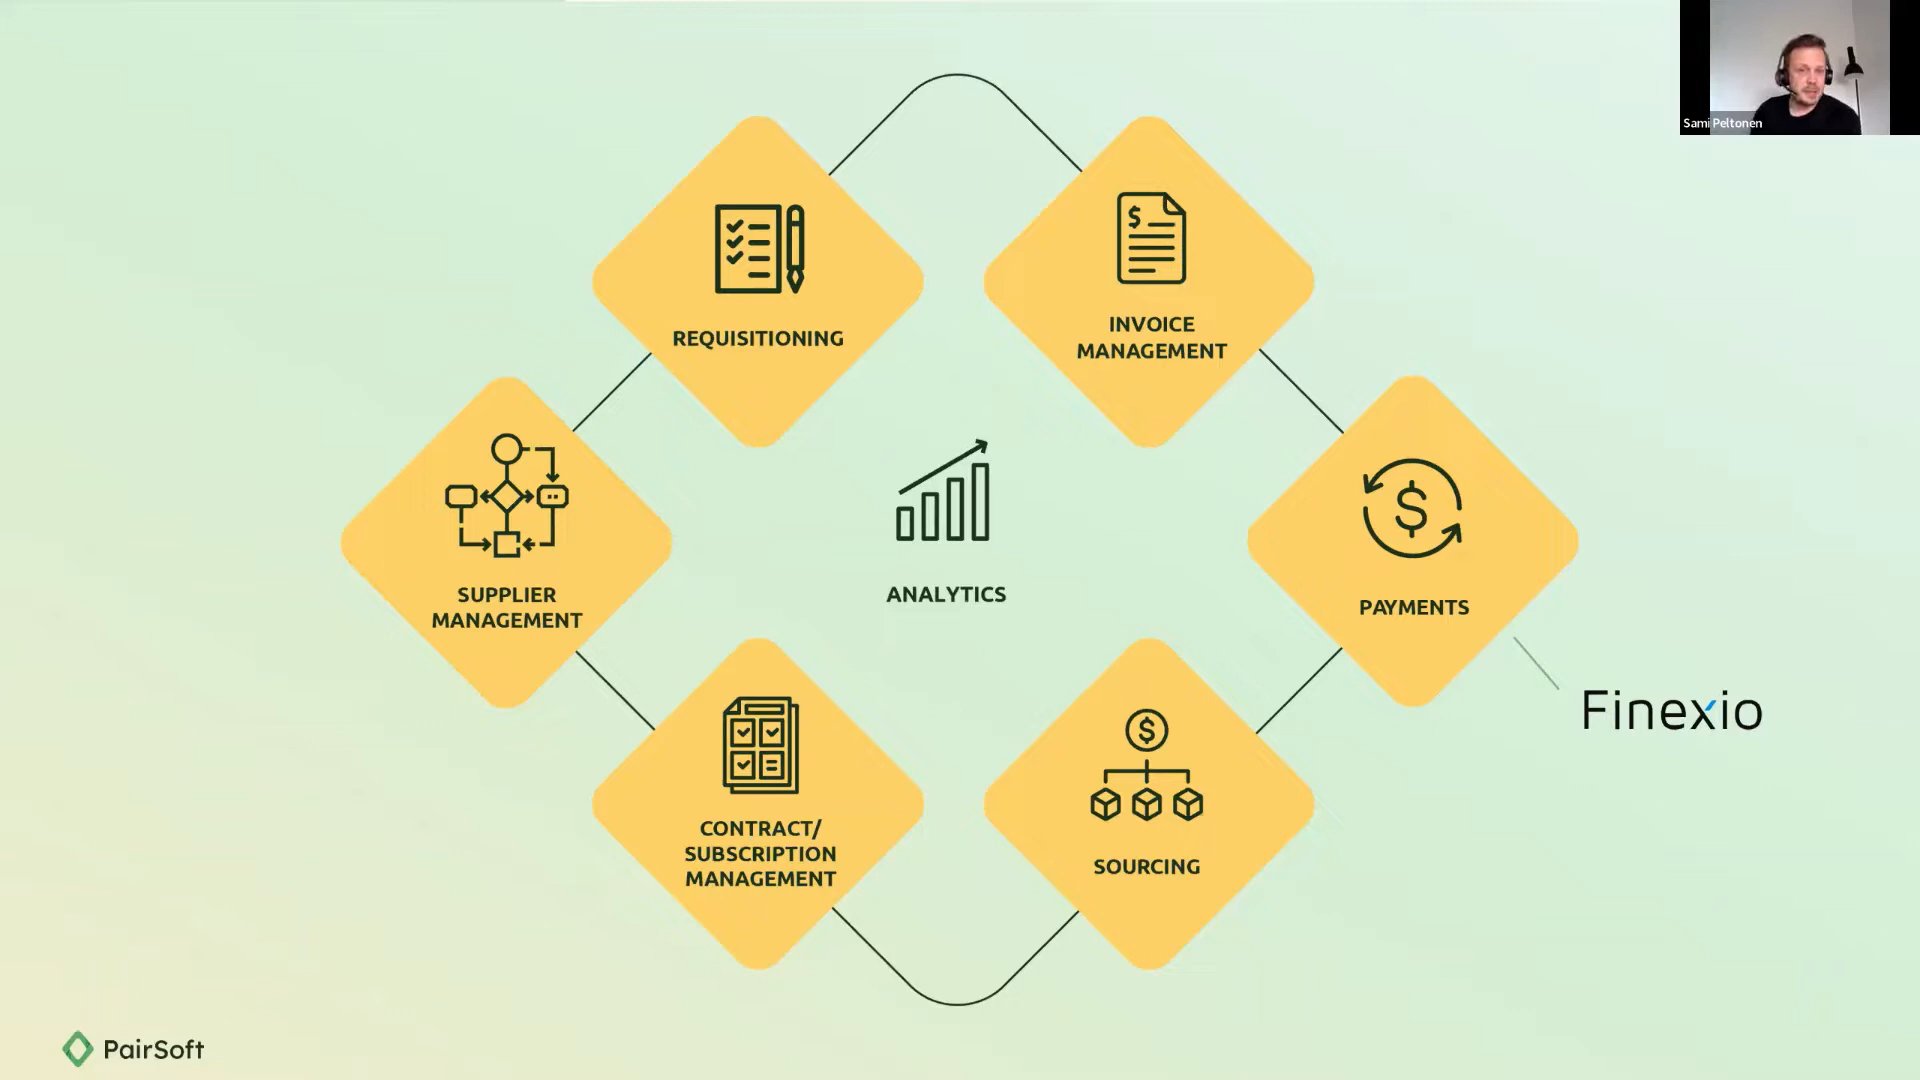 Sami Peltonen
REQUISITIONING
$
INVOICE
MANAGEMENT
SUPPLIER
MANAGEMENT
ANALYTICS
$
PAYMENTS
Finexio
CONTRACT/
SUBSCRIPTION
MANAGEMENT
$
SOURCING
PairSoft